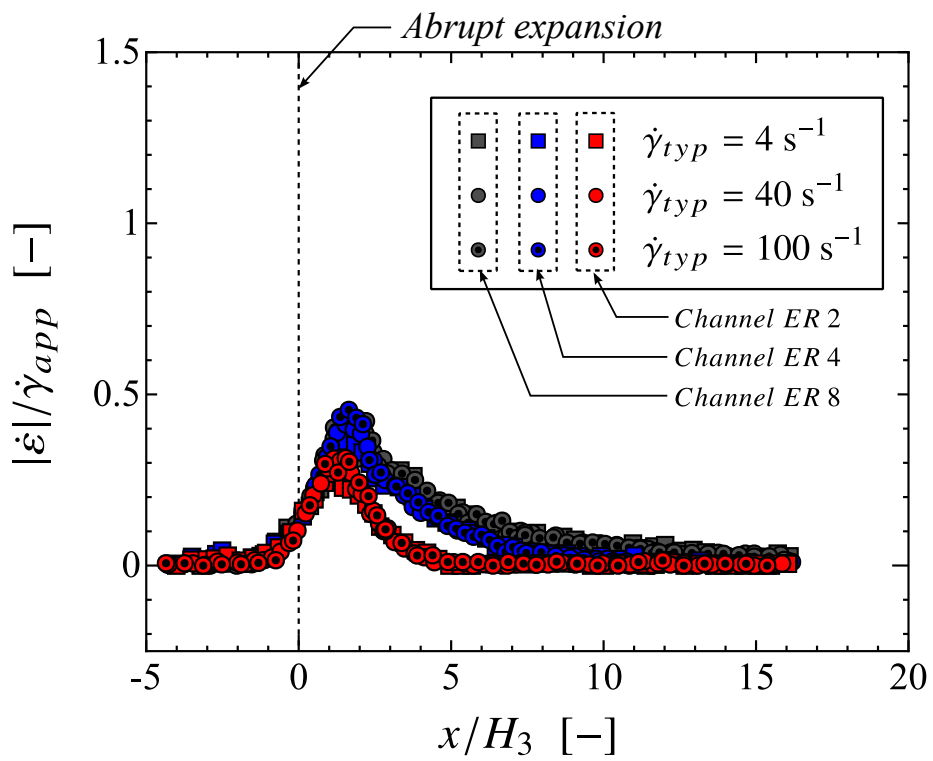 Abrupt expansion
1.5
1
0.5
0
|ε̇|/γ̇app [−]
γ̇typ = 4 s⁻¹
γ̇typ = 40 s⁻¹
γ̇typ = 100 s⁻¹
Channel ER 2
Channel ER 4
Channel ER 8
-5 0 5 10 15 20
x/H₃ [−]